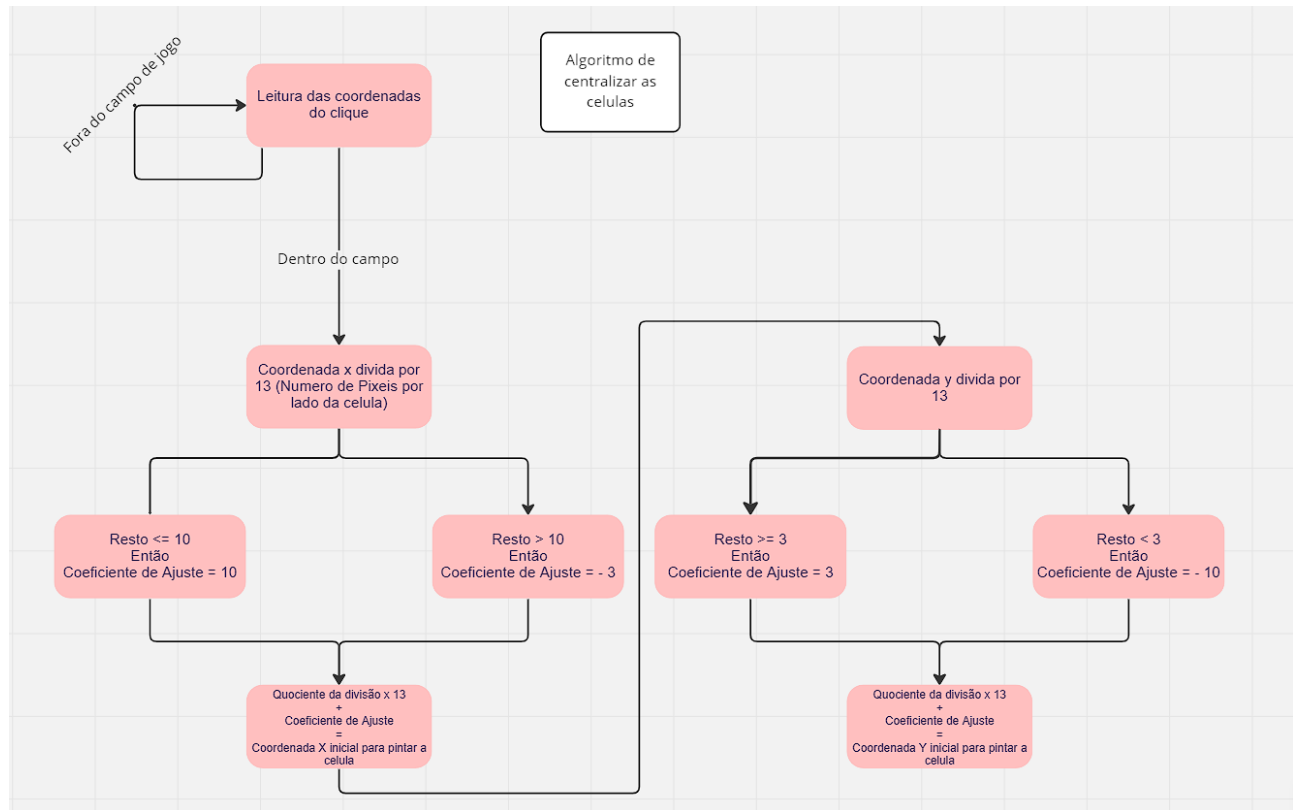 Algoritmo de
centralizar as
celulas
Fora do campo de jogo
Leitura das coordenadas
do clique
Dentro do campo
Coordenada x divida por
13 (Numero de Pixeis por
lado da celula)
Resto <= 10
Então
Coeficiente de Ajuste = 10
Resto > 10
Então
Coeficiente de Ajuste = - 3
Quociente da divisão x 13
+
Coeficiente de Ajuste
=
Coordenada X inicial para pintar a
celula
Coordenada y divida por
13
Resto >= 3
Então
Coeficiente de Ajuste = 3
Resto < 3
Então
Coeficiente de Ajuste = - 10
Quociente da divisão x 13
+
Coeficiente de Ajuste
=
Coordenada Y inicial para pintar a
celula